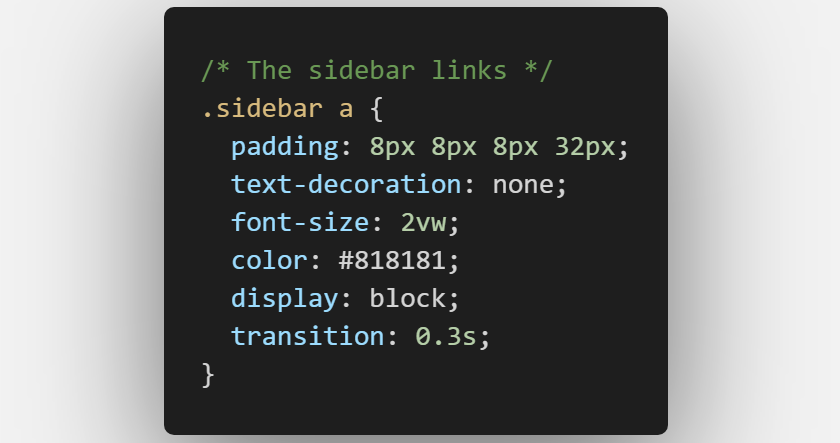 /* The sidebar links */
.sidebar a {
  padding: 8px 8px 8px 32px;
  text-decoration: none;
  font-size: 2vw;
  color: #818181;
  display: block;
  transition: 0.3s;
}